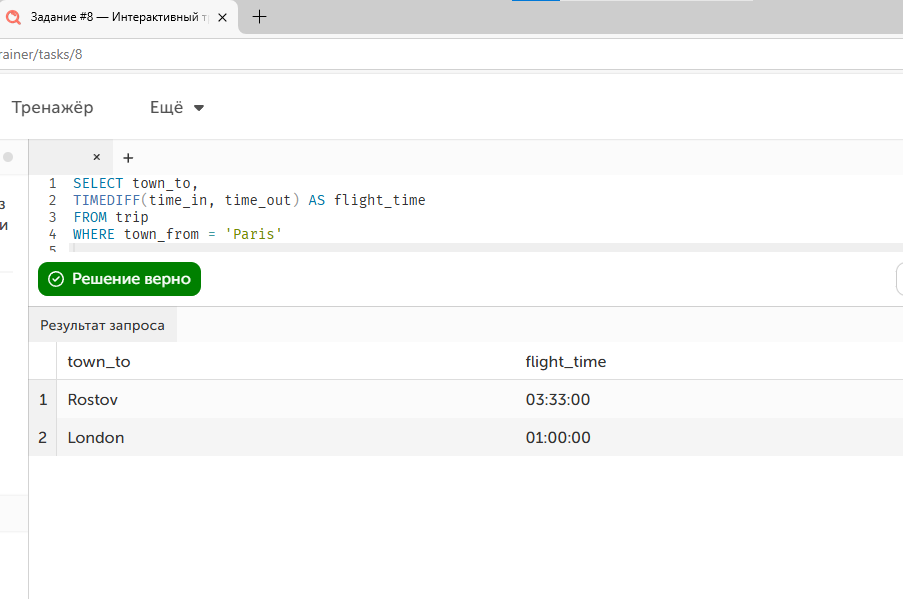 Задание #8 — Интерактивный т
rainer/tasks/8
Тренажёр
Ещё
з
и
1 SELECT town_to,
2 TIMEDIFF(time_in, time_out) AS flight_time
3 FROM trip
4 WHERE town_from = 'Paris'
5
Решение верно
Результат запроса
town_to flight_time
1 Rostov 03:33:00
2 London 01:00:00